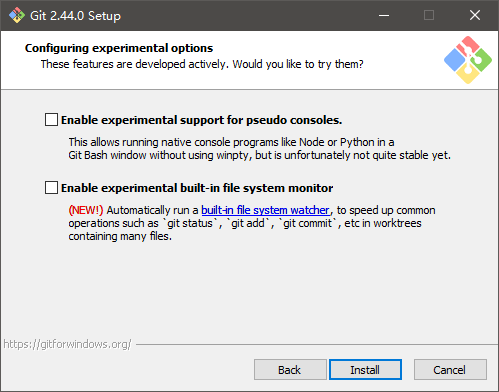 Git 2.44.0 Setup
Configuring experimental options
These features are developed actively. Would you like to try them?
Enable experimental support for pseudo consoles.
This allows running native console programs like Node or Python in a
Git Bash window without using winpty, but is unfortunately not quite stable yet.
Enable experimental built-in file system monitor
(NEW!) Automatically run a built-in file system watcher, to speed up common
operations such as `git status`, `git add`, `git commit`, etc in worktrees
containing many files.
https://gitforwindows.org/
Back
Install
Cancel